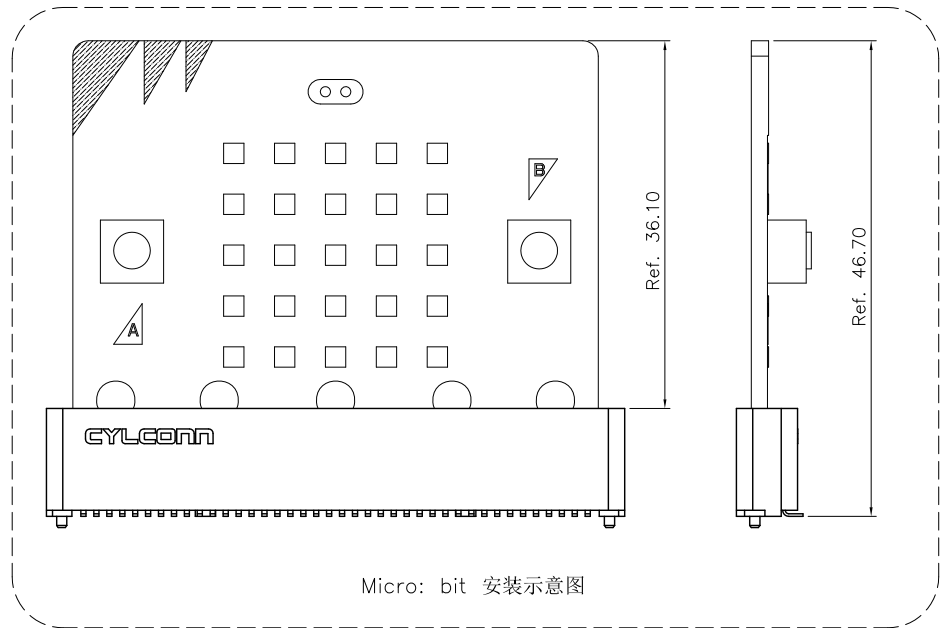 B
Ref. 36.10
Ref. 46.70
A
CYLCONN
Micro: bit 安装示意图